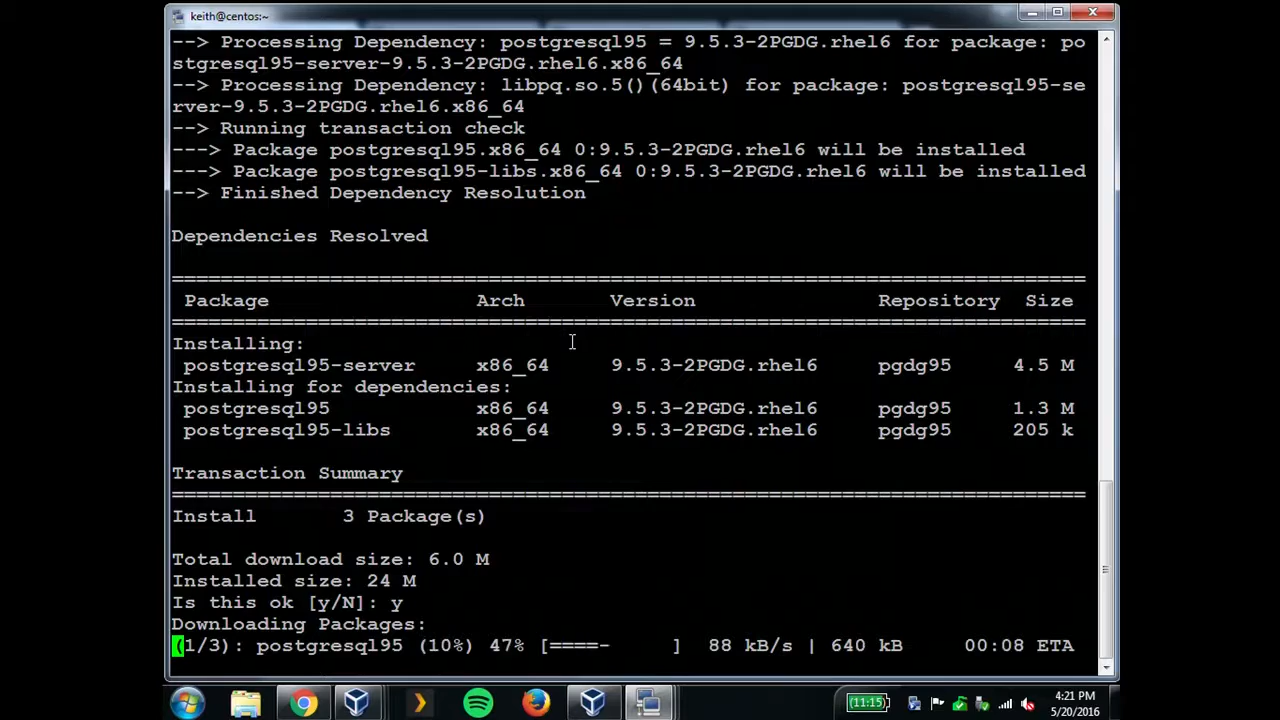 keith@centos:~
--> Processing Dependency: postgresql95 = 9.5.3-2PGDG.rhel6 for package: po
stgresql95-server-9.5.3-2PGDG.rhel6.x86_64
--> Processing Dependency: libpq.so.5()(64bit) for package: postgresql95-se
rver-9.5.3-2PGDG.rhel6.x86_64
--> Running transaction check
---> Package postgresql95.x86_64 0:9.5.3-2PGDG.rhel6 will be installed
---> Package postgresql95-libs.x86_64 0:9.5.3-2PGDG.rhel6 will be installed
--> Finished Dependency Resolution
Dependencies Resolved
===========================================================================
Package Arch Version Repository Size
===========================================================================
Installing:
postgresql95-server x86_64 9.5.3-2PGDG.rhel6 pgdg95 4.5 M
Installing for dependencies:
postgresql95 x86_64 9.5.3-2PGDG.rhel6 pgdg95 1.3 M
postgresql95-libs x86_64 9.5.3-2PGDG.rhel6 pgdg95 205 k
Transaction Summary
===========================================================================
Install 3 Package(s)
Total download size: 6.0 M
Installed size: 24 M
Is this ok [y/N]: y
Downloading Packages:
(1/3): postgresql95 (10%) 47% [====- ] 88 kB/s | 640 kB 00:08 ETA
(11:15)
4:21 PM
5/20/2016